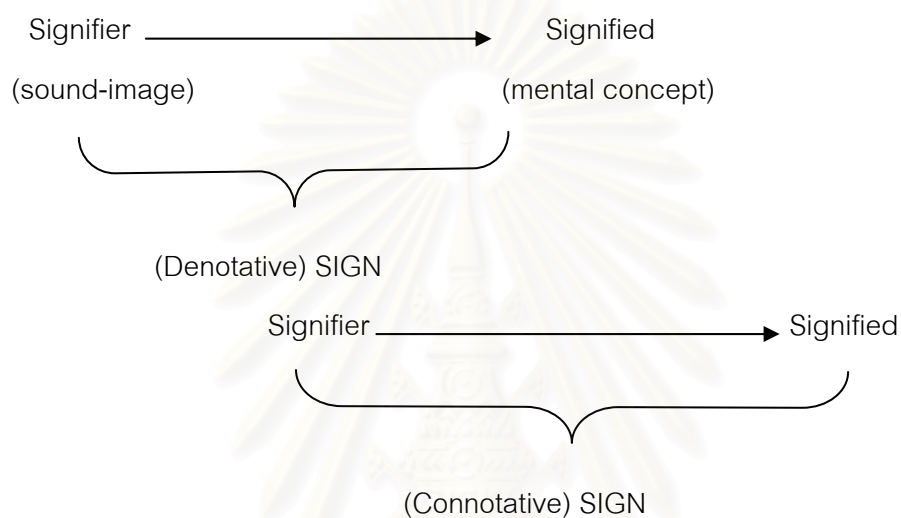 Signifier Signified
(sound-image) (mental concept)
(Denotative) SIGN
Signifier Signified
(Connotative) SIGN